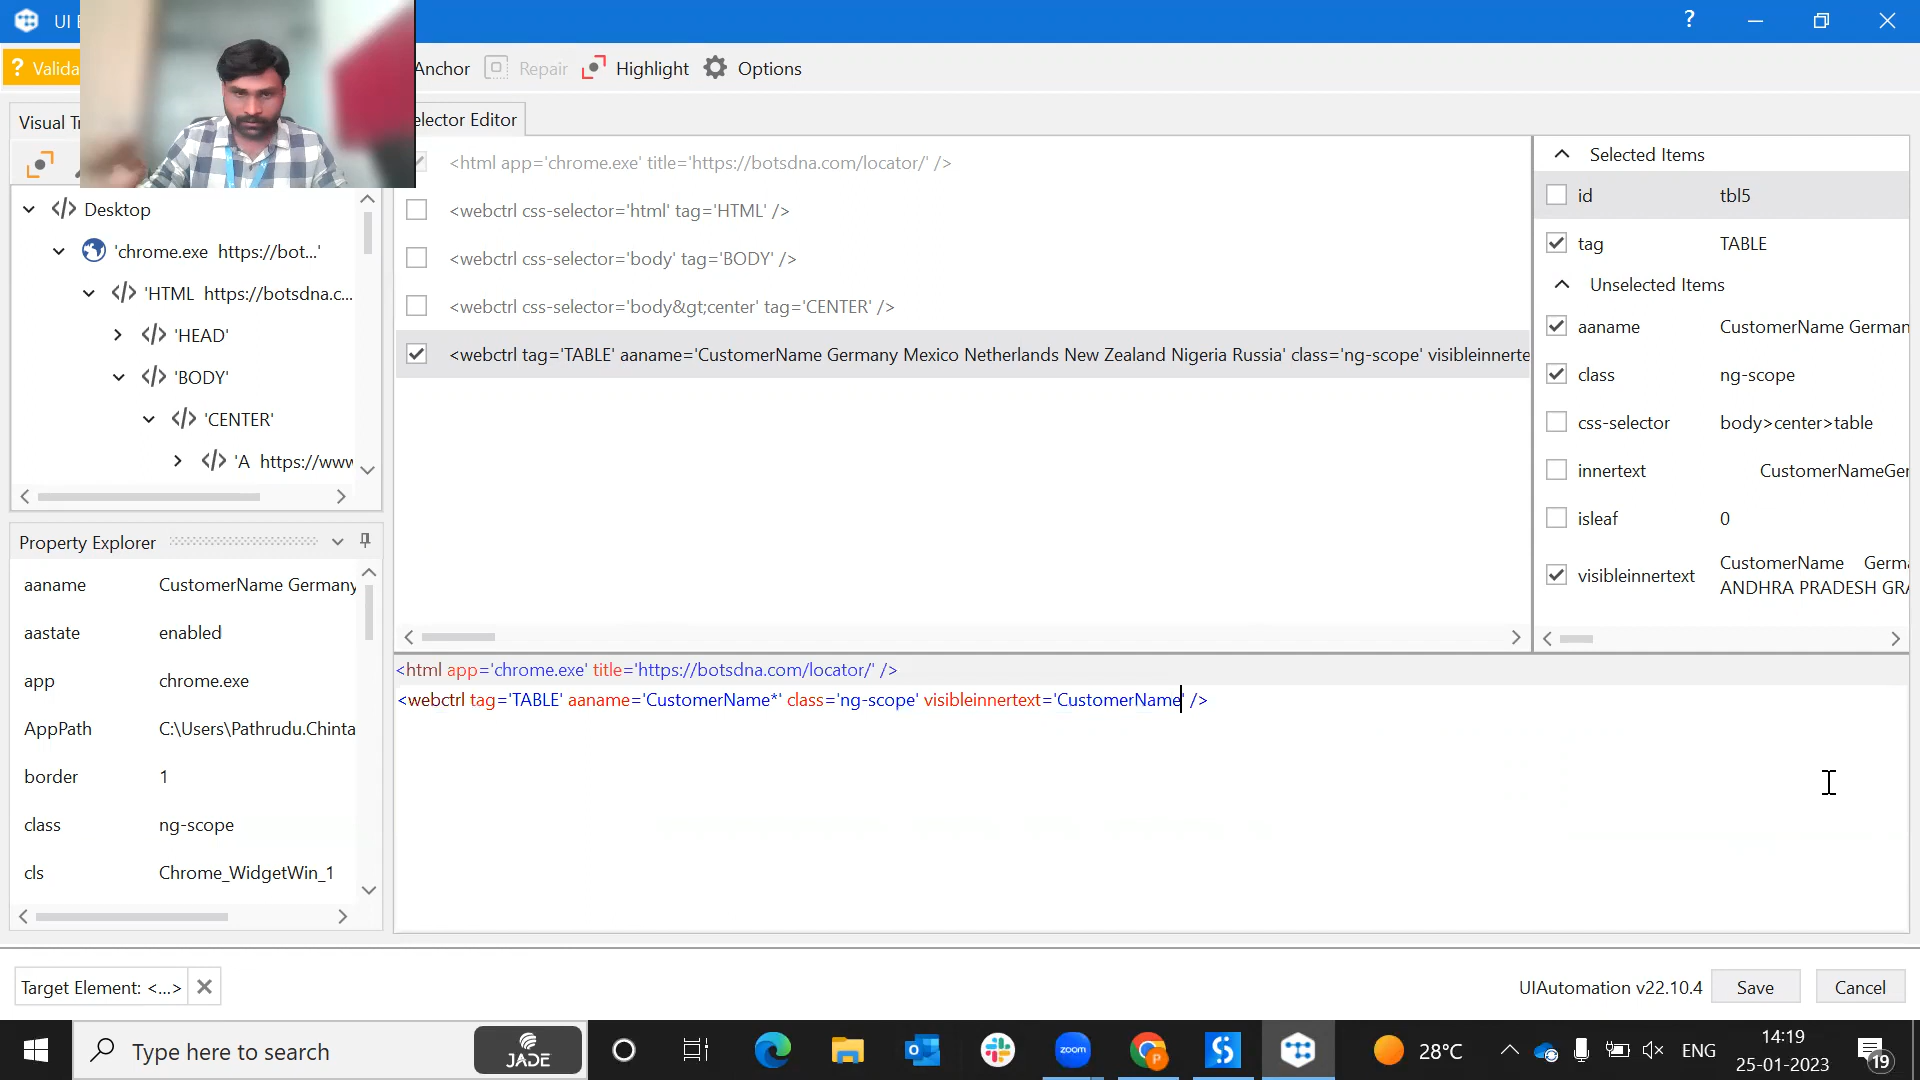 UI
?
? Valida
Anchor
Repair
Highlight
Options
Visual Tr
elector Editor
Desktop
'chrome.exe https://bot...'
'HTML https://botsdna.c...
'HEAD'
'BODY'
'CENTER'
'A https://www
<html app='chrome.exe' title='https://botsdna.com/locator/' />
<webctrl css-selector='html' tag='HTML' />
<webctrl css-selector='body' tag='BODY' />
<webctrl css-selector='body&gt;center' tag='CENTER' />
<webctrl tag='TABLE' aaname='CustomerName Germany Mexico Netherlands New Zealand Nigeria Russia' class='ng-scope' visibleinnerte
Selected Items
id tbl5
tag TABLE
Unselected Items
aaname CustomerName German
class ng-scope
css-selector body>center>table
innertext CustomerNameGer
isleaf 0
visibleinnertext CustomerName Germa
ANDHRA PRADESH GRA
Property Explorer
aaname CustomerName Germany
aastate enabled
app chrome.exe
AppPath C:\Users\Pathrudu.Chinta
border 1
class ng-scope
cls Chrome_WidgetWin_1
<html app='chrome.exe' title='https://botsdna.com/locator/' />
<webctrl tag='TABLE' aaname='CustomerName*' class='ng-scope' visibleinnertext='CustomerName' />
Target Element: <...>
UIAutomation v22.10.4
Save
Cancel
Type here to search
JADE
zoom
P
28°C
ENG
14:19
25-01-2023
19